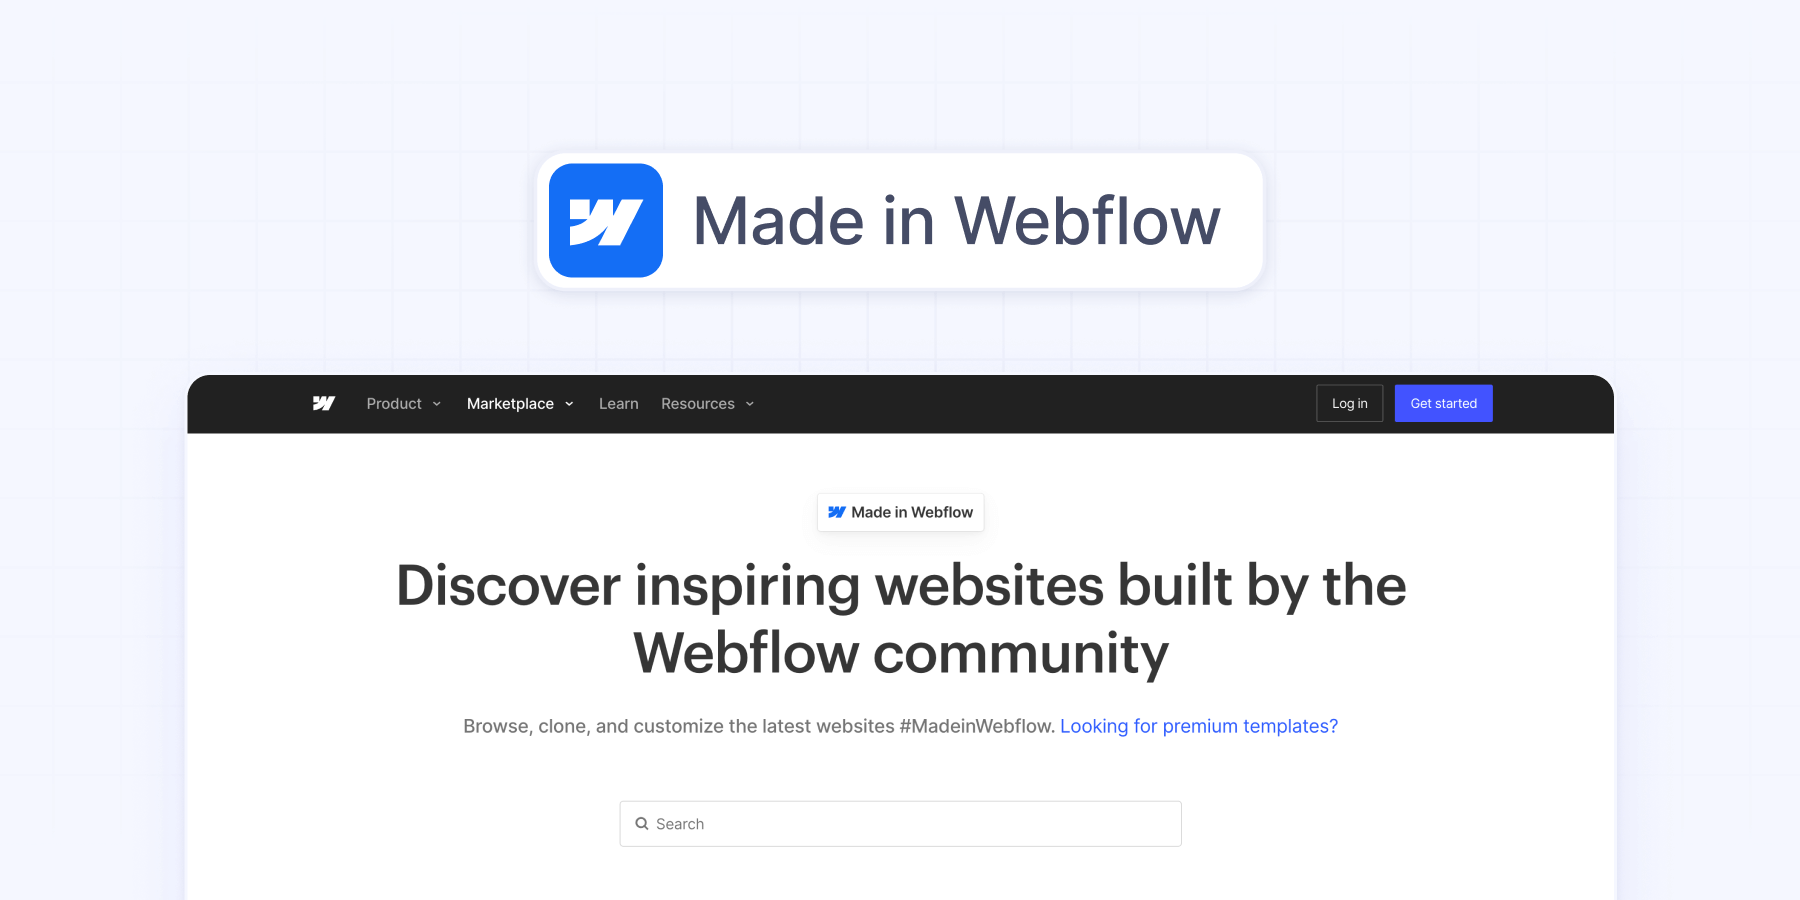 Made in Webflow
Product Marketplace Learn Resources Log in Get started
Made in Webflow
Discover inspiring websites built by the
Webflow community
Browse, clone, and customize the latest websites #MadeinWebflow. Looking for premium templates?
Search